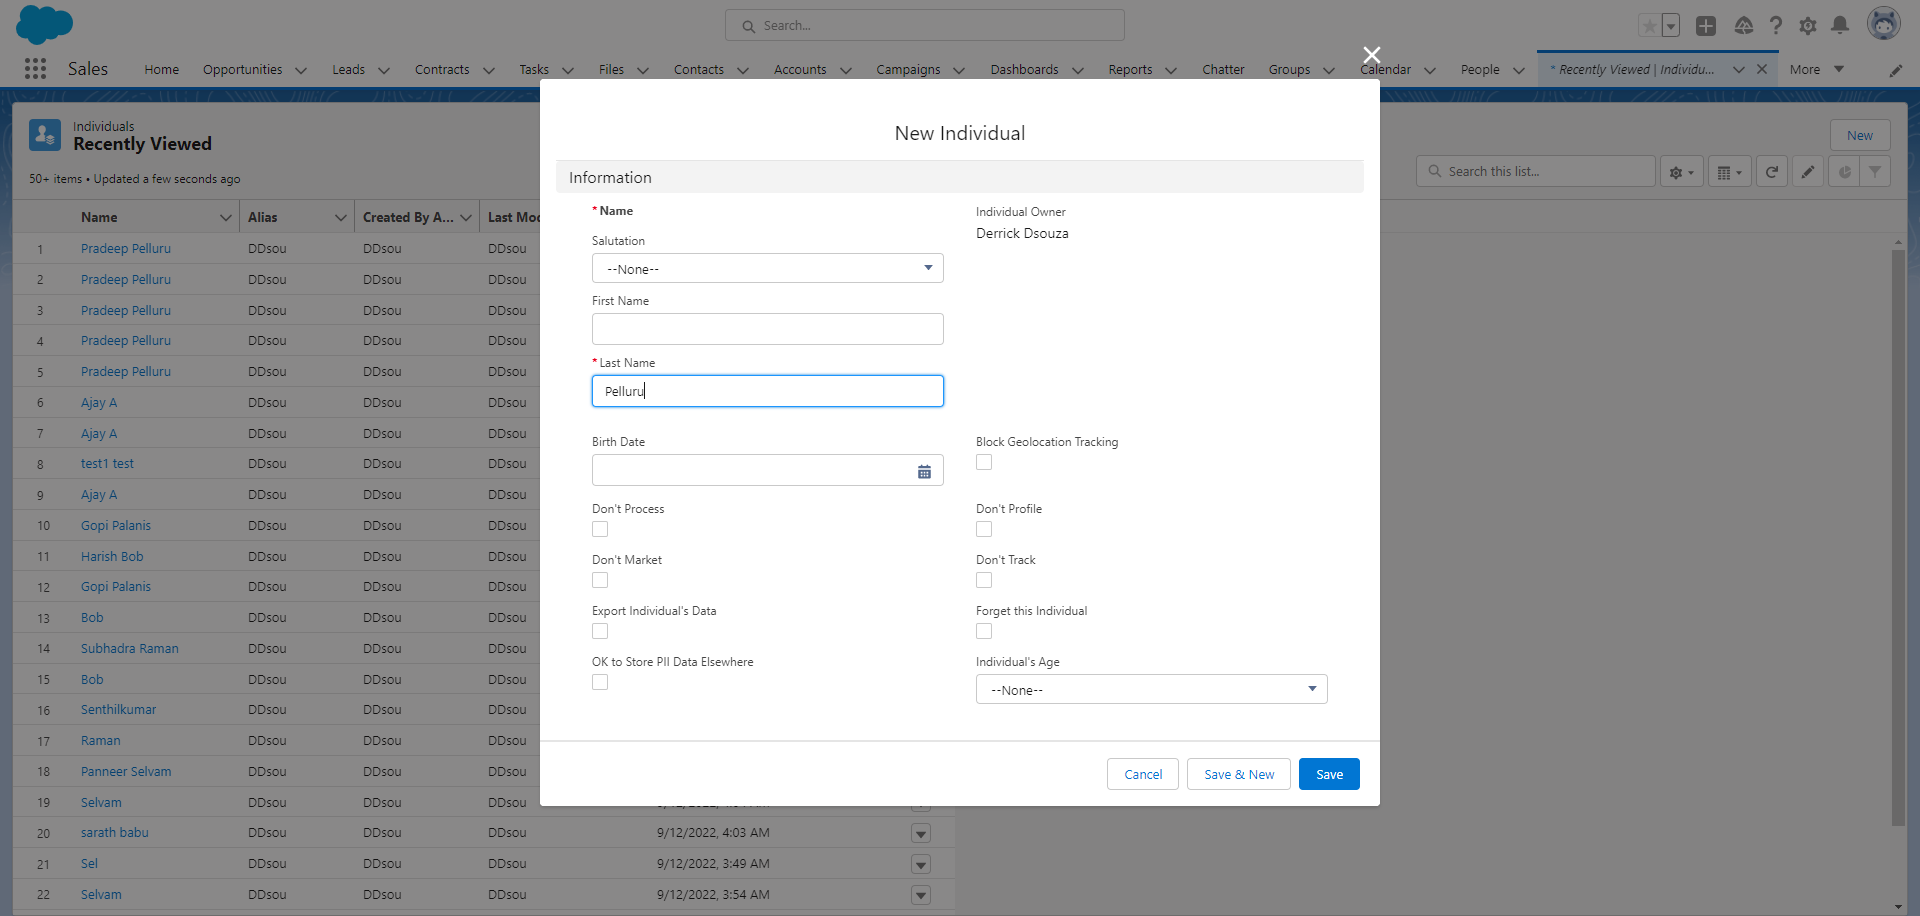 Search...
Sales
Home
Opportunities
Leads
Contracts
Tasks
Files
Contacts
Accounts
Campaigns
Dashboards
Reports
Chatter
Groups
Calendar
People
* Recently Viewed | Individu...
More
Individuals
Recently Viewed
50+ items • Updated a few seconds ago
New
Search this list...
Name Alias Created By A... Last Mod
1 Pradeep Pelluru DDsou DDsou DDsou
2 Pradeep Pelluru DDsou DDsou DDsou
3 Pradeep Pelluru DDsou DDsou DDsou
4 Pradeep Pelluru DDsou DDsou DDsou
5 Pradeep Pelluru DDsou DDsou DDsou
6 Ajay A DDsou DDsou DDsou
7 Ajay A DDsou DDsou DDsou
8 test1 test DDsou DDsou DDsou
9 Ajay A DDsou DDsou DDsou
10 Gopi Palanis DDsou DDsou DDsou
11 Harish Bob DDsou DDsou DDsou
12 Gopi Palanis DDsou DDsou DDsou
13 Bob DDsou DDsou DDsou
14 Subhadra Raman DDsou DDsou DDsou
15 Bob DDsou DDsou DDsou
16 Senthilkumar DDsou DDsou DDsou
17 Raman DDsou DDsou DDsou
18 Panneer Selvam DDsou DDsou DDsou
19 Selvam DDsou DDsou DDsou
20 sarath babu DDsou DDsou DDsou 9/12/2022, 4:03 AM
21 Sel DDsou DDsou DDsou 9/12/2022, 3:49 AM
22 Selvam DDsou DDsou DDsou 9/12/2022, 3:54 AM
New Individual
Information
* Name
Salutation
--None--
First Name
* Last Name
Pelluru
Individual Owner
Derrick Dsouza
Birth Date
Block Geolocation Tracking
Don't Process
Don't Profile
Don't Market
Don't Track
Export Individual's Data
Forget this Individual
OK to Store PII Data Elsewhere
Individual's Age
--None--
Cancel
Save & New
Save